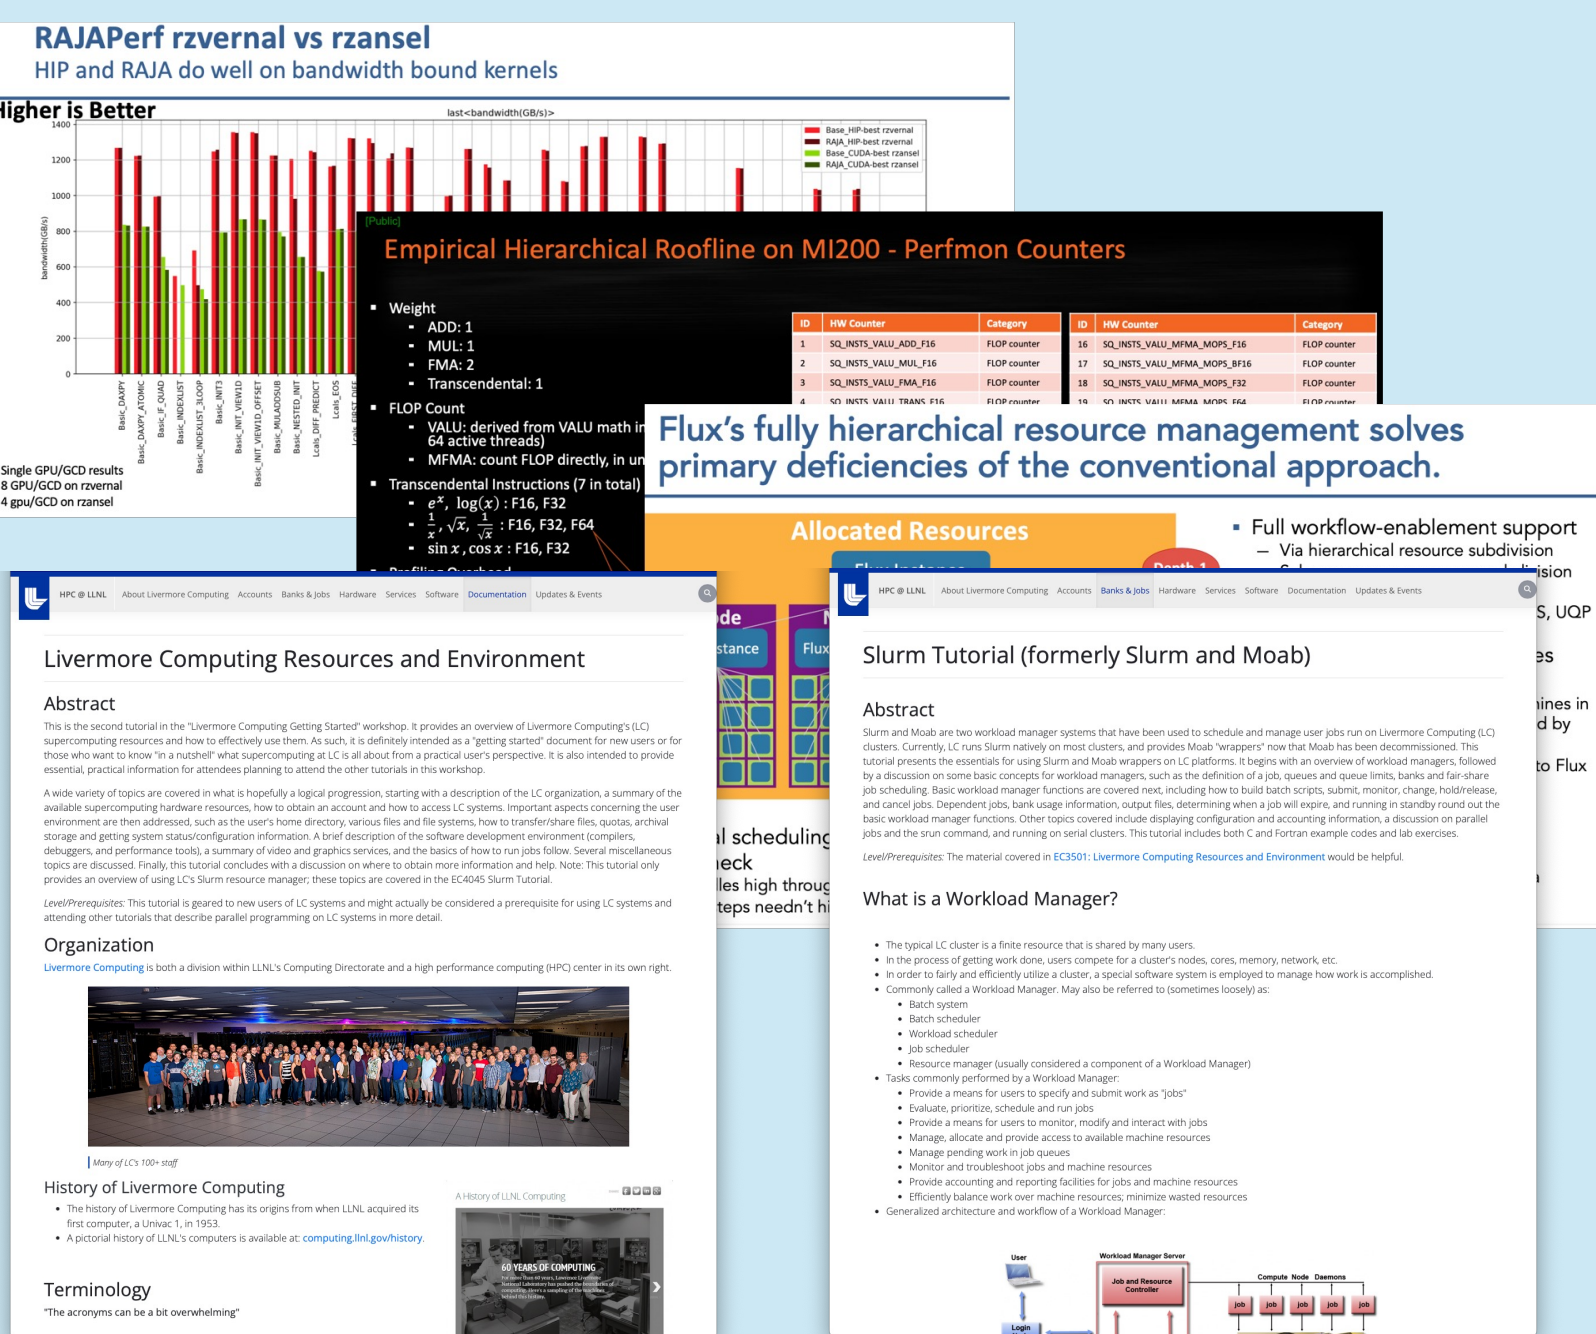 RAJAPerf rzvernal vs rzansel
HIP and RAJA do well on bandwidth bound kernels
Higher is Better
last<bandwidth(GB/s)>
Base_HIP-best rzvernal
RAJA_HIP-best rzvernal
Base_CUDA-best rzansel
RAJA_CUDA-best rzansel
1400
1200
1000
800
600
400
200
0
bandwidth(GB/s)
Basic_DAXPY
Basic_DAXPY_ATOMIC
Basic_IF_QUAD
Basic_INDEXLIST
Basic_INDEXLIST_3LOOP
Basic_INIT3
Basic_INIT_VIEW1D
Basic_INIT_VIEW1D_OFFSET
Basic_MULADDSUB
Basic_NESTED_INIT
Lcals_DIFF_PREDICT
Lcals_EOS
Single GPU/GCD results
8 GPU/GCD on rzvernal
4 gpu/GCD on rzansel
[Public]
Empirical Hierarchical Roofline on MI200 - Perfmon Counters
▪ Weight
▪ ADD: 1
▪ MUL: 1
▪ FMA: 2
▪ Transcendental: 1
▪ FLOP Count
▪ VALU: derived from VALU math in
64 active threads)
▪ MFMA: count FLOP directly, in un
▪ Transcendental Instructions (7 in total)
▪ e^x, log(x) : F16, F32
▪ 1/x, √x, 1/√x : F16, F32, F64
▪ sin x, cos x : F16, F32
ID HW Counter Category
1 SQ_INSTS_VALU_ADD_F16 FLOP counter
2 SQ_INSTS_VALU_MUL_F16 FLOP counter
3 SQ_INSTS_VALU_FMA_F16 FLOP counter
4 SQ_INSTS_VALU_TRANS_F16 FLOP counter
ID HW Counter Category
16 SQ_INSTS_VALU_MFMA_MOPS_F16 FLOP counter
17 SQ_INSTS_VALU_MFMA_MOPS_BF16 FLOP counter
18 SQ_INSTS_VALU_MFMA_MOPS_F32 FLOP counter
19 SQ_INSTS_VALU_MFMA_MOPS_F64 FLOP counter
Flux's fully hierarchical resource management solves
primary deficiencies of the conventional approach.
Allocated Resources
Flux Instance
Depth-1
▪ Full workflow-enablement support
— Via hierarchical resource subdivision
ision
S, UQP
es
ines in
d by
to Flux
de
stance
Flux
al scheduling
eck
les high throug
teps needn't hi
HPC @ LLNL About Livermore Computing Accounts Banks & Jobs Hardware Services Software Documentation Updates & Events
Livermore Computing Resources and Environment
Abstract
This is the second tutorial in the "Livermore Computing Getting Started" workshop. It provides an overview of Livermore Computing's (LC)
supercomputing resources and how to effectively use them. As such, it is definitely intended as a "getting started" document for new users or for
those who want to know "in a nutshell" what supercomputing at LC is all about from a practical user's perspective. It is also intended to provide
essential, practical information for attendees planning to attend the other tutorials in this workshop.
A wide variety of topics are covered in what is hopefully a logical progression, starting with a description of the LC organization, a summary of the
available supercomputing hardware resources, how to obtain an account and how to access LC systems. Important aspects concerning the user
environment are then addressed, such as the user's home directory, various files and file systems, how to transfer/share files, quotas, archival
storage and getting system status/configuration information. A brief description of the software development environment (compilers,
debuggers, and performance tools), a summary of video and graphics services, and the basics of how to run jobs follow. Several miscellaneous
topics are discussed. Finally, this tutorial concludes with a discussion on where to obtain more information and help. Note: This tutorial only
provides an overview of using LC's Slurm resource manager; these topics are covered in the EC4045 Slurm Tutorial.
Level/Prerequisites: This tutorial is geared to new users of LC systems and might actually be considered a prerequisite for using LC systems and
attending other tutorials that describe parallel programming on LC systems in more detail.
Organization
Livermore Computing is both a division within LLNL's Computing Directorate and a high performance computing (HPC) center in its own right.
Many of LC's 100+ staff
History of Livermore Computing
• The history of Livermore Computing has its origins from when LLNL acquired its
first computer, a Univac 1, in 1953.
• A pictorial history of LLNL's computers is available at: computing.llnl.gov/history.
A History of LLNL Computing
60 YEARS OF COMPUTING
Terminology
"The acronyms can be a bit overwhelming"
HPC @ LLNL About Livermore Computing Accounts Banks & Jobs Hardware Services Software Documentation Updates & Events
Slurm Tutorial (formerly Slurm and Moab)
Abstract
Slurm and Moab are two workload manager systems that have been used to schedule and manage user jobs run on Livermore Computing (LC)
clusters. Currently, LC runs Slurm natively on most clusters, and provides Moab "wrappers" now that Moab has been decommissioned. This
tutorial presents the essentials for using Slurm and Moab wrappers on LC platforms. It begins with an overview of workload managers, followed
by a discussion on some basic concepts for workload managers, such as the definition of a job, queues and queue limits, banks and fair-share
job scheduling. Basic workload manager functions are covered next, including how to build batch scripts, submit, monitor, change, hold/release,
and cancel jobs. Dependent jobs, bank usage information, output files, determining when a job will expire, and running in standby round out the
basic workload manager functions. Other topics covered include displaying configuration and accounting information, a discussion on parallel
jobs and the srun command, and running on serial clusters. This tutorial includes both C and Fortran example codes and lab exercises.
Level/Prerequisites: The material covered in EC3501: Livermore Computing Resources and Environment would be helpful.
What is a Workload Manager?
• The typical LC cluster is a finite resource that is shared by many users.
• In the process of getting work done, users compete for a cluster's nodes, cores, memory, network, etc.
• In order to fairly and efficiently utilize a cluster, a special software system is employed to manage how work is accomplished.
• Commonly called a Workload Manager. May also be referred to (sometimes loosely) as:
• Batch system
• Batch scheduler
• Workload scheduler
• Job scheduler
• Resource manager (usually considered a component of a Workload Manager)
• Tasks commonly performed by a Workload Manager:
• Provide a means for users to specify and submit work as "jobs"
• Evaluate, prioritize, schedule and run jobs
• Provide a means for users to monitor, modify and interact with jobs
• Manage, allocate and provide access to available machine resources
• Manage pending work in job queues
• Monitor and troubleshoot jobs and machine resources
• Provide accounting and reporting facilities for jobs and machine resources
• Efficiently balance work over machine resources; minimize wasted resources
• Generalized architecture and workflow of a Workload Manager:
User
Workload Manager Server
Job and Resource
Controller
Compute Node Daemons
job job job job job
Login